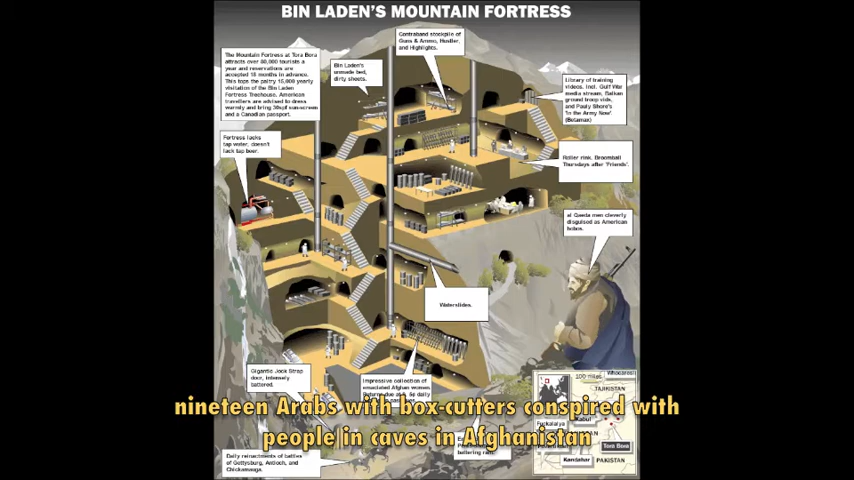 BIN LADEN'S MOUNTAIN FORTRESS
The Mountain Fortress at Tora Bora
attracts over 80,000 tourists a
year and reservations are
accepted 18 months in advance.
This tops the paltry 15,000 yearly
visitation of the Bin Laden
Fortress Treehouse. American
travellers are advised to dress
warmly and bring 30spf sun-screen
and a Canadian passport.
Bin Laden's
unmade bed,
dirty sheets.
Contraband stockpile of
Guns & Ammo, Hustler,
and Highlights.
Library of training
videos, incl. Gulf War
media stream, Balkan
ground troop vids,
and Pauly Shore's
'In the Army Now'.
(Betamax)
Fortress lacks
tap water, doesn't
lack tap beer.
Roller rink, Broomball
Thursdays after 'Friends'.
al Qaeda men cleverly
disguised as American
hobos.
Waterslides.
Gigantic Jock Strap
door, intensely
battered.
Impressive collection of
emaciated Afghan women
nineteen Arabs with box-cutters conspired with
people in caves in Afghanistan
Daily reinactments of battles
of Gettysburg, Antioch, and
Chickamauga.
100 miles
TAJIKISTAN
Kabul
Tora Bora
Kandahar
PAKISTAN